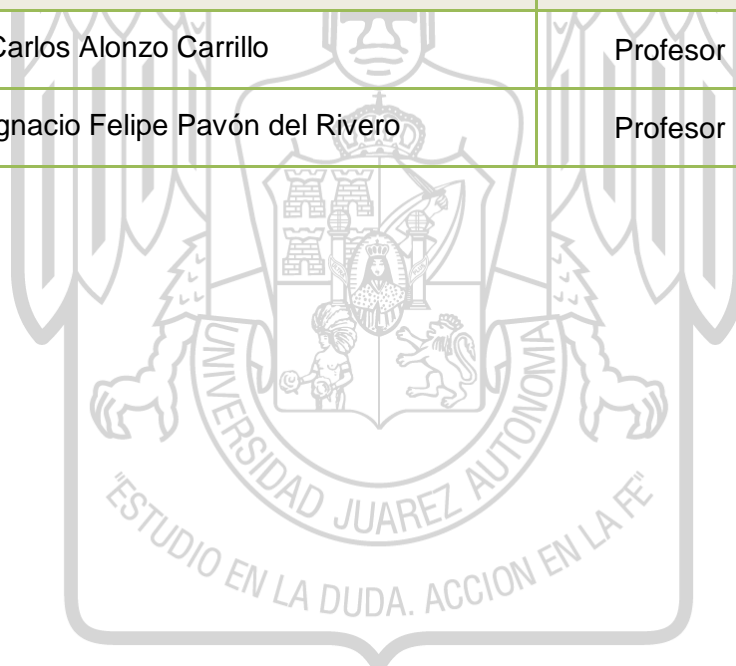 Carlos Alonzo Carrillo Profesor
gnacio Felipe Pavón del Rivero Profesor
UNIVERSIDAD JUAREZ AUTONOMA
"ESTUDIO EN LA DUDA. ACCION EN LA FE"